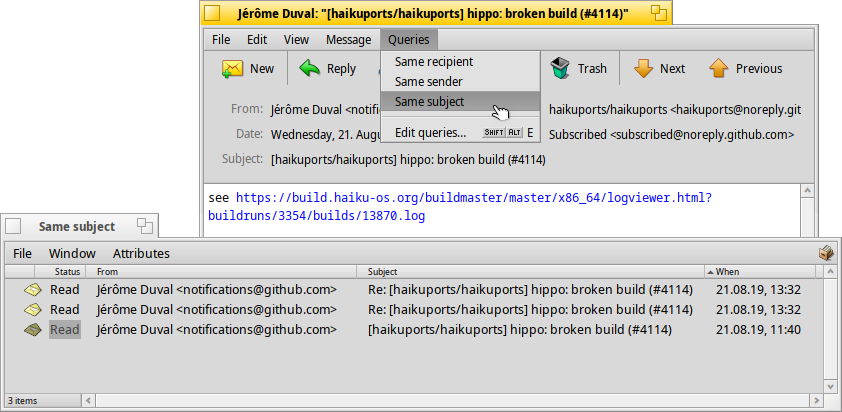 Jérôme Duval: "[haikuports/haikuports] hippo: broken build (#4114)"
File Edit View Message Queries
New Reply Trash Next Previous
Same recipient
Same sender
Same subject
Edit queries... SHIFT ALT E
From: Jérôme Duval <notific haikuports/haikuports <haikuports@noreply.git
Date: Wednesday, 21. Augu Subscribed <subscribed@noreply.github.com>
Subject: [haikuports/haikuports] hippo: broken build (#4114)
see https://build.haiku-os.org/buildmaster/master/x86_64/logviewer.html?
buildruns/3354/builds/13870.log
Same subject
File Window Attributes
Status From Subject When
Read Jérôme Duval <notifications@github.com> Re: [haikuports/haikuports] hippo: broken build (#4114) 21.08.19, 13:32
Read Jérôme Duval <notifications@github.com> Re: [haikuports/haikuports] hippo: broken build (#4114) 21.08.19, 13:32
Read Jérôme Duval <notifications@github.com> [haikuports/haikuports] hippo: broken build (#4114) 21.08.19, 11:40
3 items